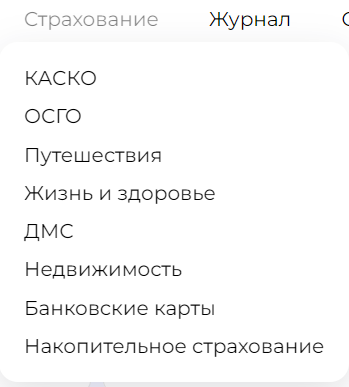 Страхование Журнал
КАСКО
ОСГО
Путешествия
Жизнь и здоровье
ДМС
Недвижимость
Банковские карты
Накопительное страхование